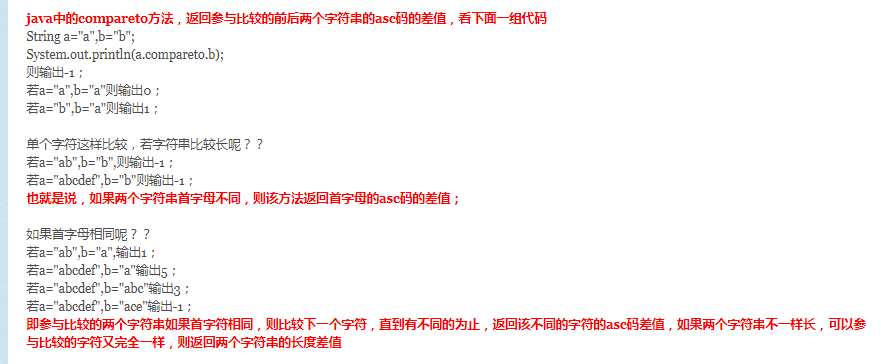 java中的compareto方法，返回参与比较的前后两个字符串的asc码的差值，看下面一组代码
String a="a",b="b";
System.out.println(a.compareto.b);
则输出-1；
若a="a",b="a"则输出0；
若a="b",b="a"则输出1；
单个字符这样比较，若字符串比较长呢？？
若a="ab",b="b",则输出-1；
若a="abcdef",b="b"则输出-1；
也就是说，如果两个字符串首字母不同，则该方法返回首字母的asc码的差值；
如果首字母相同呢？？
若a="ab",b="a",输出1；
若a="abcdef",b="a"输出5；
若a="abcdef",b="abc"输出3；
若a="abcdef",b="ace"输出-1；
即参与比较的两个字符串如果首字符相同，则比较下一个字符，直到有不同的为止，返回该不同的字符的asc码差值，如果两个字符串不一样长，可以参
与比较的字符又完全一样，则返回两个字符串的长度差值